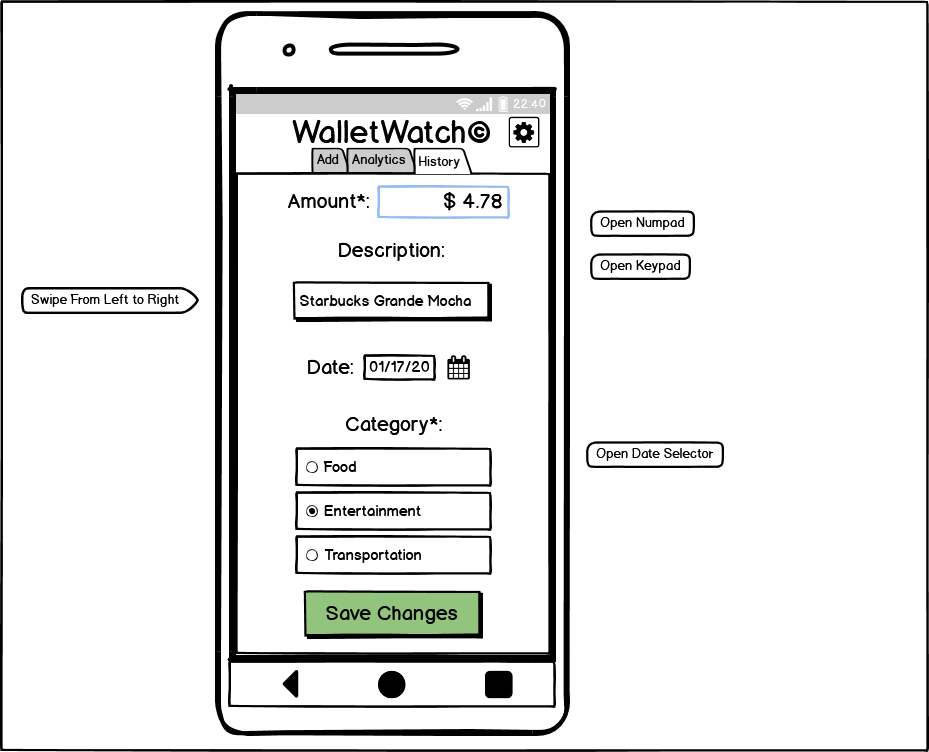 22:40
WalletWatch©
Add Analytics History
Amount*: $ 4.78
Open Numpad
Description:
Open Keypad
Swipe From Left to Right
Starbucks Grande Mocha
Date: 01/17/20
Category*:
Open Date Selector
Food
Entertainment
Transportation
Save Changes